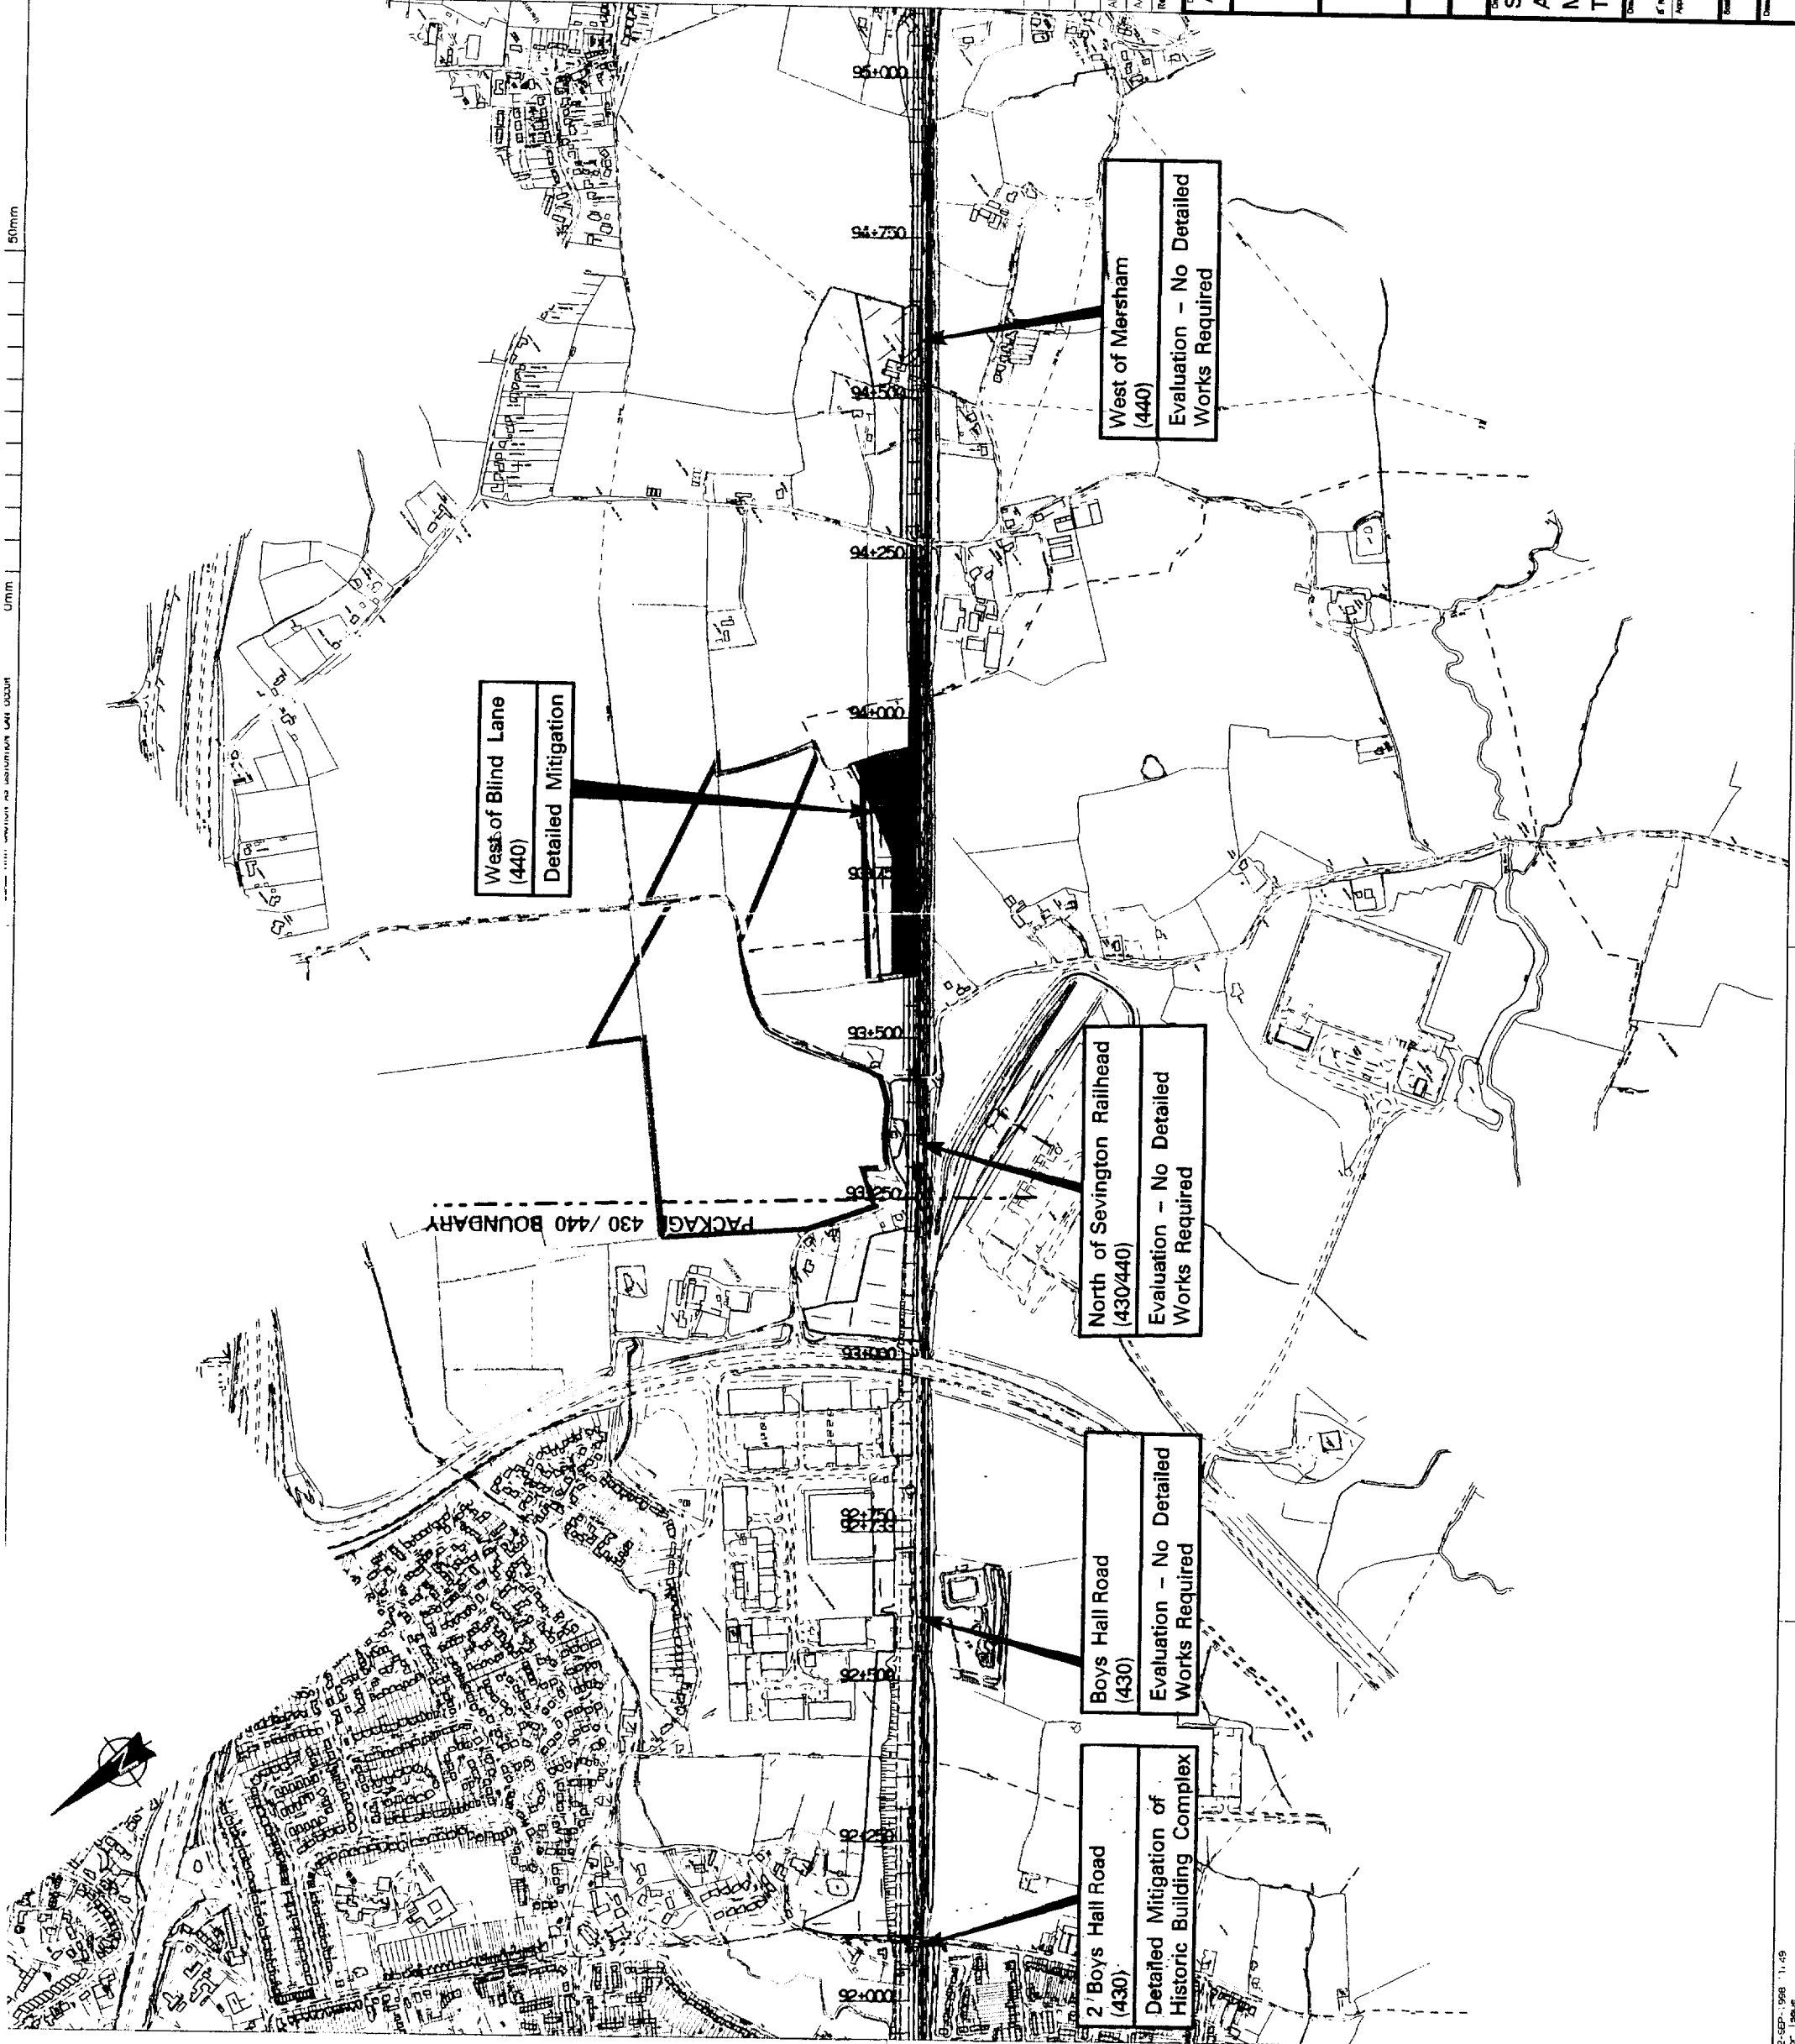 50mm
0mm
95+000
94+750
94+500
94+250
94+000
93+500
93+250
93+000
92+750
92+733
92+500
92+250
92+000
West of Blind Lane
(440)
Detailed Mitigation
West of Mersham
(440)
Evaluation – No Detailed
Works Required
PACKAGE 430 /440 BOUNDARY
North of Sevington Railhead
(430/440)
Evaluation – No Detailed
Works Required
Boys Hall Road
(430)
Evaluation – No Detailed
Works Required
2 Boys Hall Road
(430)
Detailed Mitigation of
Historic Building Complex